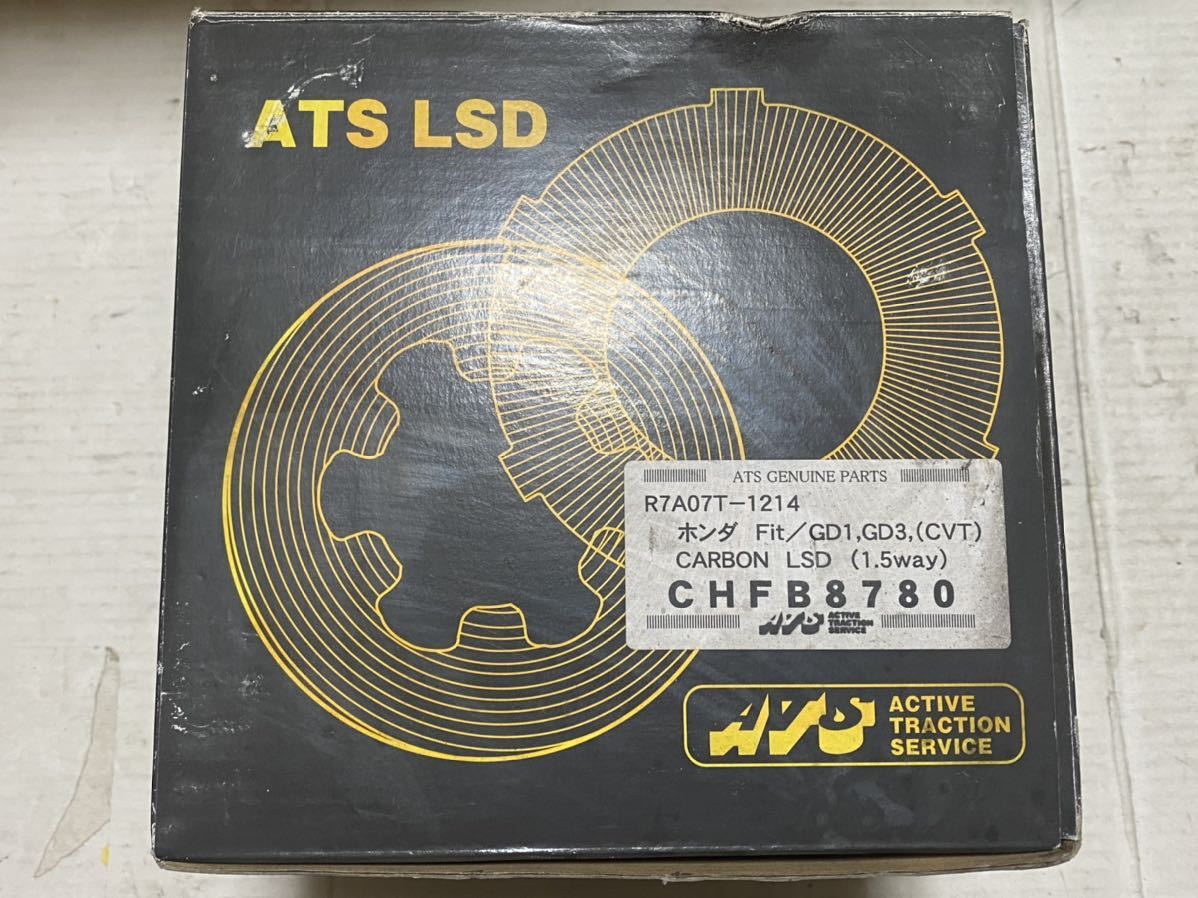 ATS LSD
ATS GENUINE PARTS
R7A07T-1214
ホンダ Fit／GD1,GD3,(CVT)
CARBON LSD (1.5way)
CHFB8780
ATS ACTIVE
TRACTION
SERVICE
ATS ACTIVE
TRACTION
SERVICE